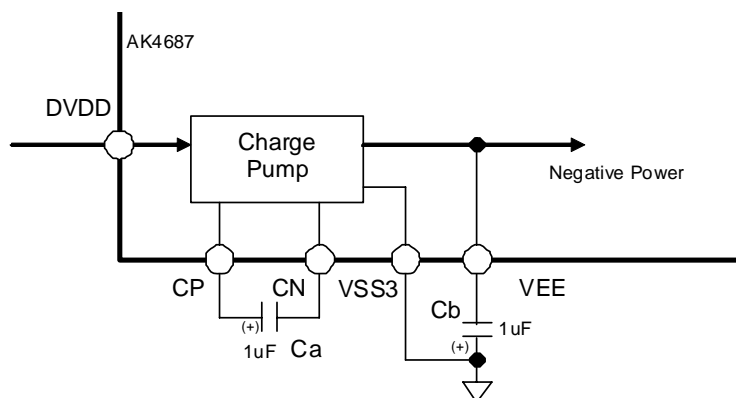 AK4687
DVDD
Charge
Pump
Negative Power
CP
CN
VSS3
VEE
Cb
(+)
1uF
Ca
1uF
(+)